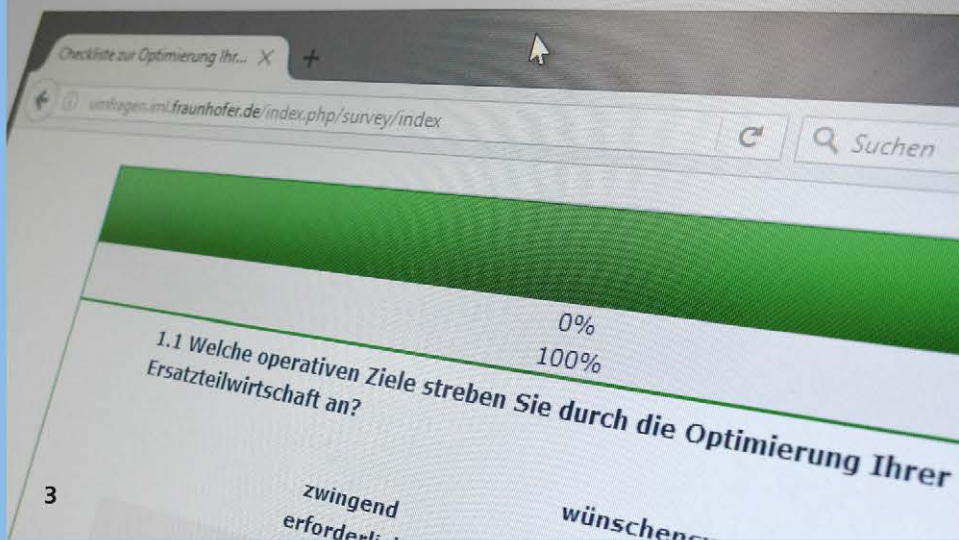 Checkliste zur Optimierung Ihr...
umfragen.iml.fraunhofer.de/index.php/survey/index
Suchen
0%
100%
1.1 Welche operativen Ziele streben Sie durch die Optimierung Ihrer
Ersatzteilwirtschaft an?
zwingend
3